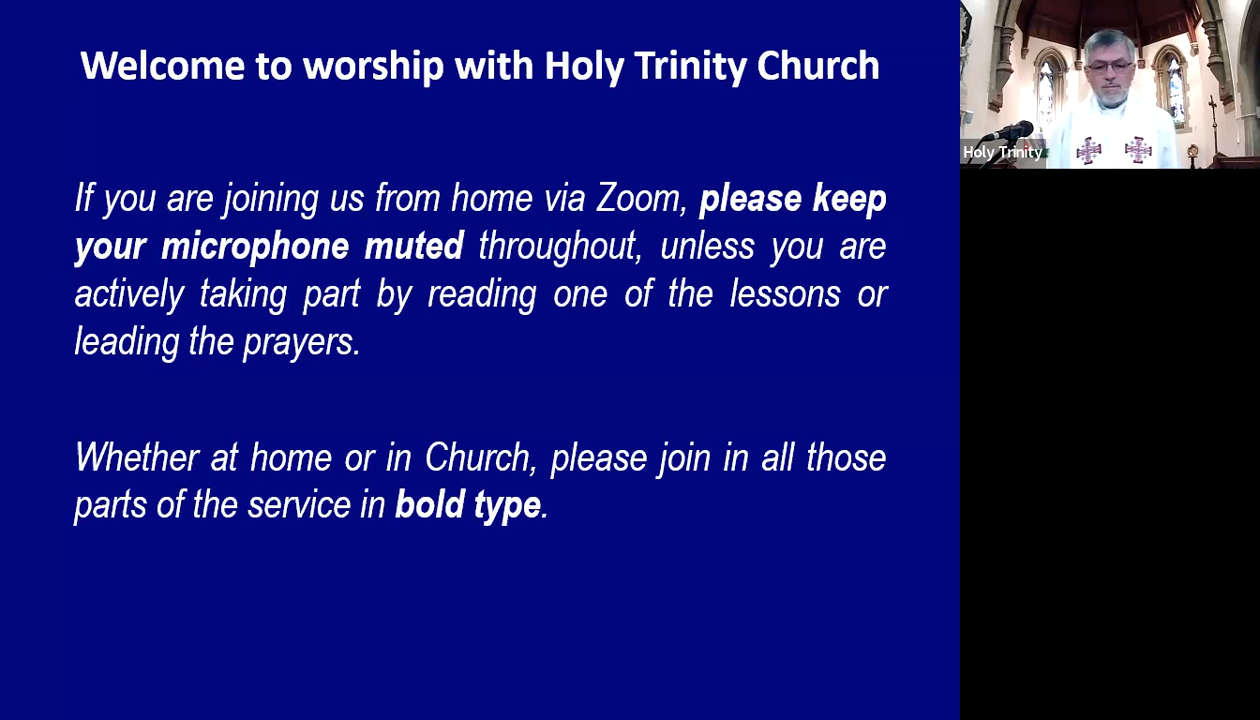 Welcome to worship with Holy Trinity Church
If you are joining us from home via Zoom, please keep
your microphone muted throughout, unless you are
actively taking part by reading one of the lessons or
leading the prayers.
Whether at home or in Church, please join in all those
parts of the service in bold type.
Holy Trinity